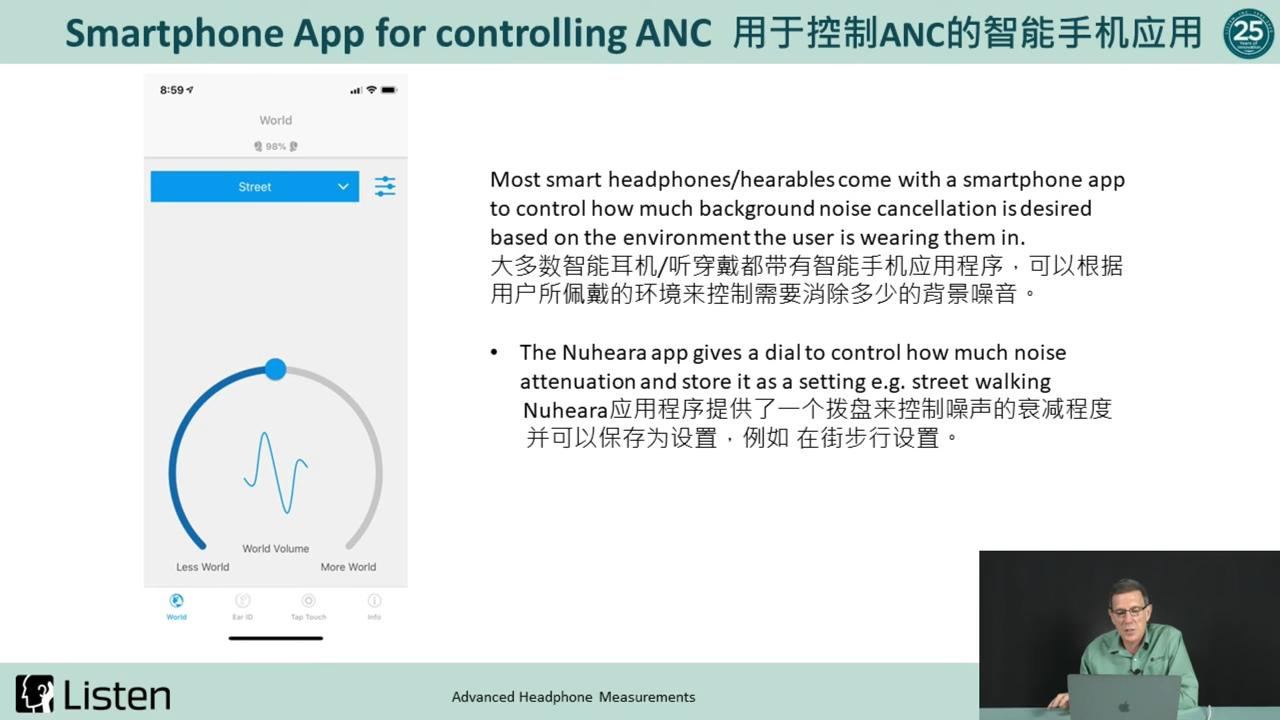 Smartphone App for controlling ANC 用于控制ANC的智能手机应用
25
Years of
Innovation
8:59
World
98%
Street
Most smart headphones/hearables come with a smartphone app
to control how much background noise cancellation is desired
based on the environment the user is wearing them in.
大多数智能耳机/听穿戴都带有智能手机应用程序，可以根据
用户所佩戴的环境来控制需要消除多少的背景噪音。
• The Nuheara app gives a dial to control how much noise
attenuation and store it as a setting e.g. street walking
Nuheara应用程序提供了一个拨盘来控制噪声的衰减程度
并可以保存为设置，例如 在街步行设置。
World Volume
Less World More World
World Ear ID Tap Touch Info
Listen
Advanced Headphone Measurements